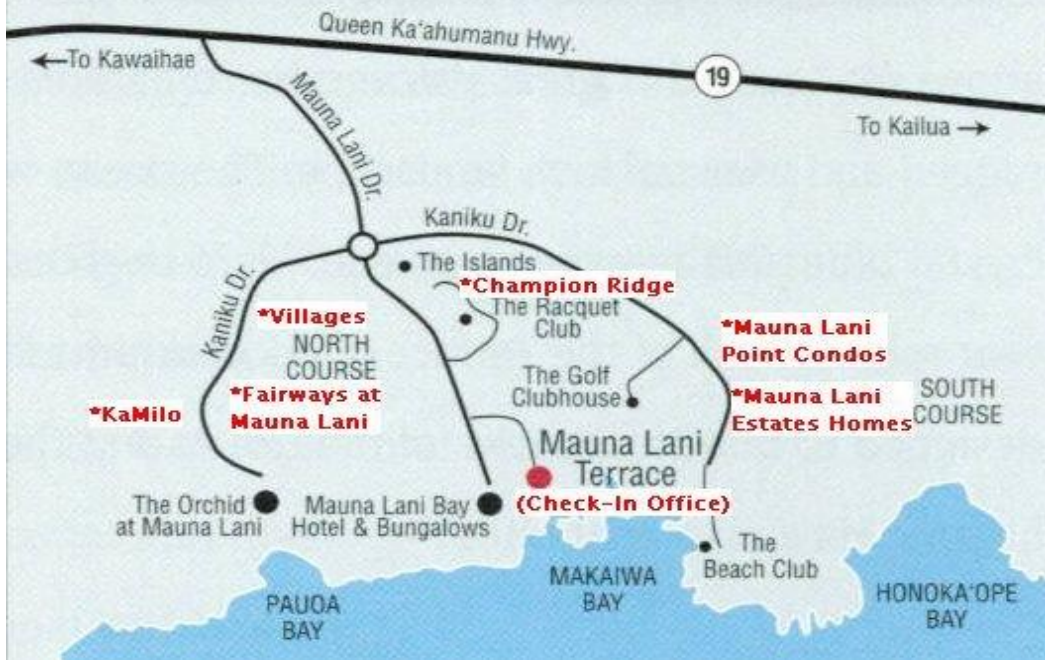 Queen Ka'ahumanu Hwy.
←To Kawaihae
19
To Kailua →
Mauna Lani Dr.
Kaniku Dr.
Kaniku Dr.
The Islands
*Champion Ridge
The Racquet
Club
*Villages
NORTH
COURSE
*Mauna Lani
Point Condos
The Golf
Clubhouse
*Fairways at
Mauna Lani
*KaMilo
*Mauna Lani
Estates Homes
SOUTH
COURSE
Mauna Lani
Terrace
(Check-In Office)
The Orchid
at Mauna Lani
Mauna Lani Bay
Hotel & Bungalows
The
Beach Club
PAUOA
BAY
MAKAIWA
BAY
HONOKA'OPE
BAY